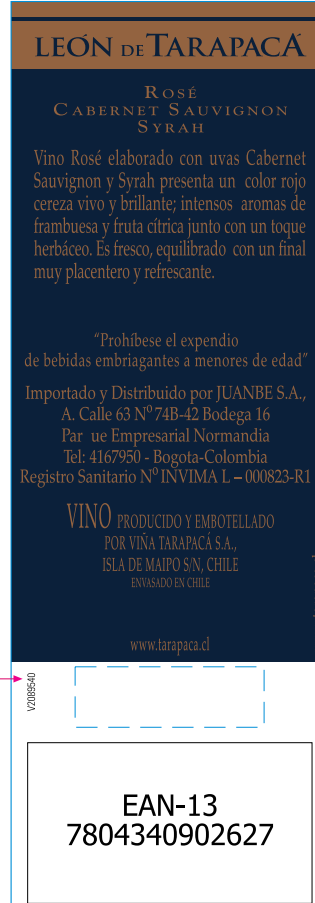 LEÓN DE TARAPACÁ
ROSÉ
CABERNET SAUVIGNON
SYRAH
Vino Rosé elaborado con uvas Cabernet
Sauvignon y Syrah presenta un color rojo
cereza vivo y brillante; intensos aromas de
frambuesa y fruta cítrica junto con un toque
herbáceo. Es fresco, equilibrado con un final
muy placentero y refrescante.
"Prohíbese el expendio
de bebidas embriagantes a menores de edad"
Importado y Distribuido por JUANBE S.A.,
A. Calle 63 Nº 74B-42 Bodega 16
Par ue Empresarial Normandia
Tel: 4167950 - Bogota-Colombia
Registro Sanitario Nº INVIMA L – 000823-R1
VINO PRODUCIDO Y EMBOTELLADO
POR VIÑA TARAPACÁ S.A.,
ISLA DE MAIPO S/N, CHILE
ENVASADO EN CHILE
www.tarapaca.cl
V2089540
EAN-13
7804340902627